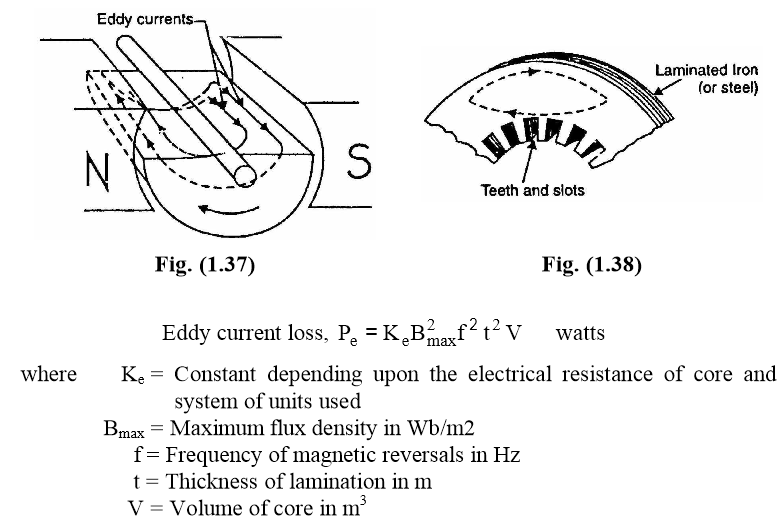 Eddy currents
Laminated Iron
(or steel)
N
S
Teeth and slots
Fig. (1.37)
Fig. (1.38)
Eddy current loss, Pₑ = KₑB²ₘₐₓf² t² V watts
where Kₑ = Constant depending upon the electrical resistance of core and
system of units used
Bₘₐₓ = Maximum flux density in Wb/m2
f = Frequency of magnetic reversals in Hz
t = Thickness of lamination in m
V = Volume of core in m³